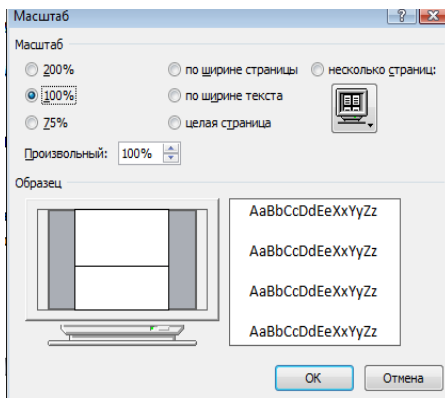 Масштаб
Масштаб
200%
по ширине страницы
несколько страниц:
100%
по ширине текста
75%
целая страница
Произвольный: 100%
Образец
AaBbCcDdEeXxYyZz
AaBbCcDdEeXxYyZz
AaBbCcDdEeXxYyZz
AaBbCcDdEeXxYyZz
ОК
Отмена